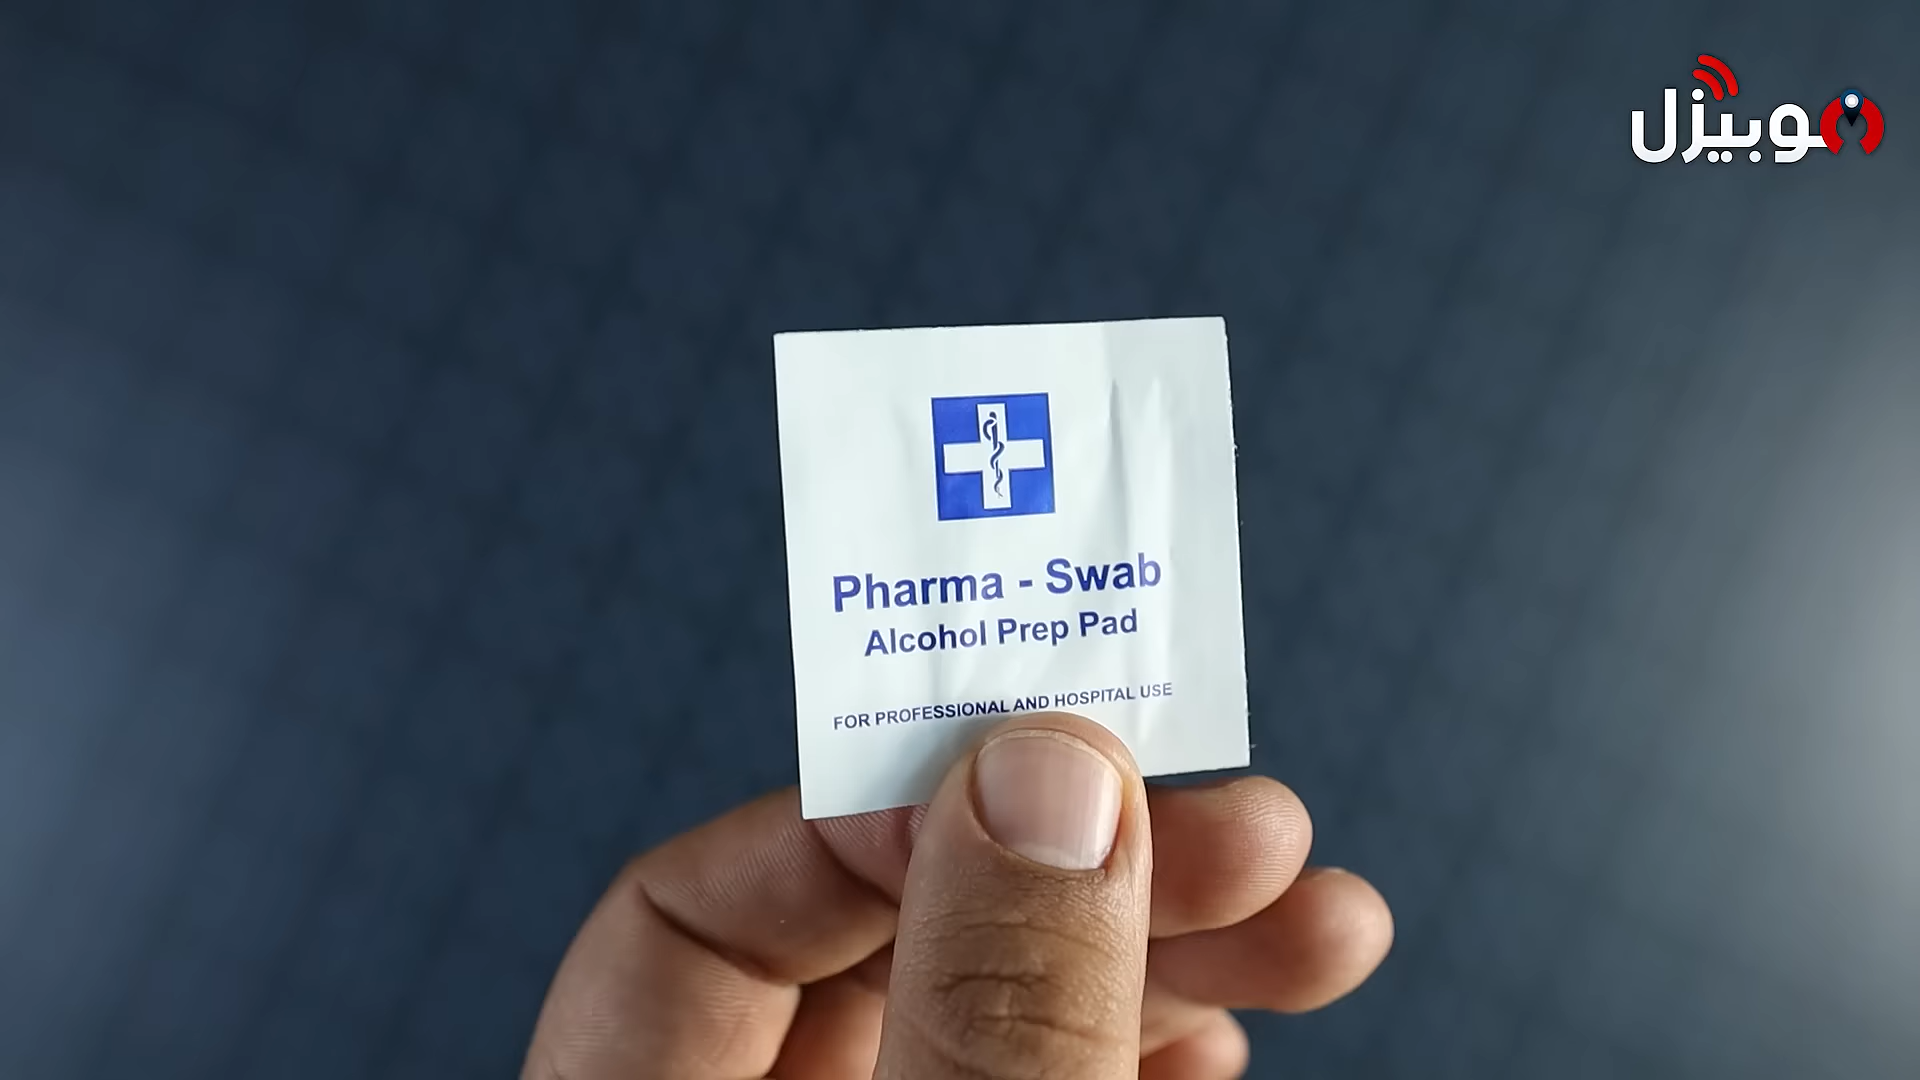 موبيزل
Pharma - Swab
Alcohol Prep Pad
FOR PROFESSIONAL AND HOSPITAL USE